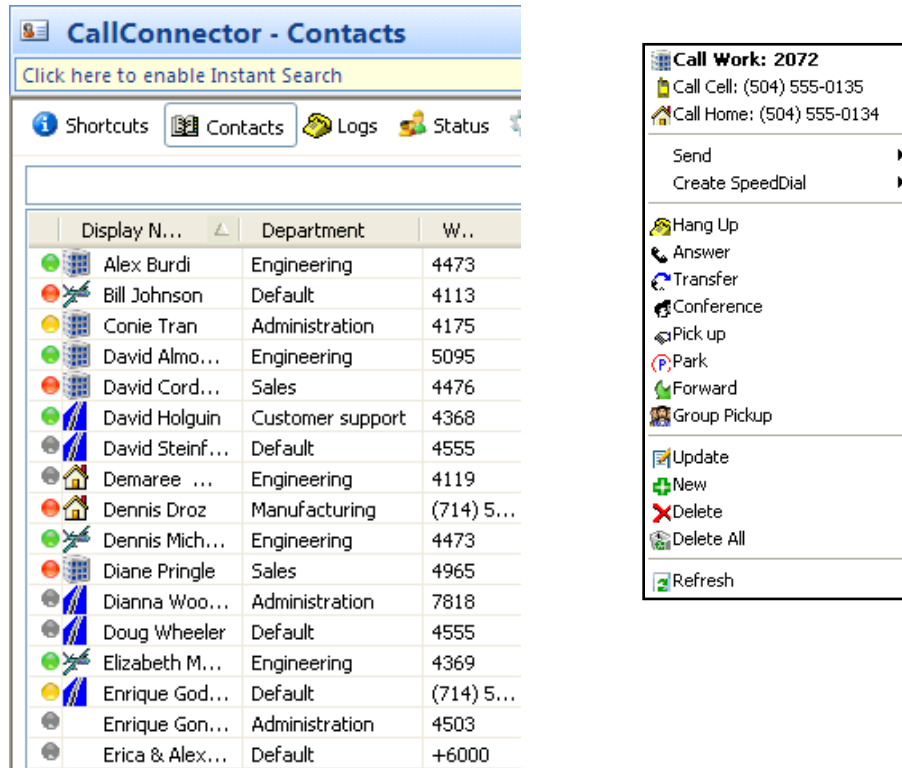 CallConnector - Contacts
Click here to enable Instant Search
Shortcuts Contacts Logs Status
Display N... Department W..
Alex Burdi Engineering 4473
Bill Johnson Default 4113
Conie Tran Administration 4175
David Almo... Engineering 5095
David Cord... Sales 4476
David Holguin Customer support 4368
David Steinf... Default 4555
Demaree ... Engineering 4119
Dennis Droz Manufacturing (714) 5...
Dennis Mich... Engineering 4473
Diane Pringle Sales 4965
Dianna Woo... Administration 7818
Doug Wheeler Default 4555
Elizabeth M... Engineering 4369
Enrique God... Default (714) 5...
Enrique Gon... Administration 4503
Erica & Alex... Default +6000
Call Work: 2072
Call Cell: (504) 555-0135
Call Home: (504) 555-0134
Send
Create SpeedDial
Hang Up
Answer
Transfer
Conference
Pick up
Park
Forward
Group Pickup
Update
New
Delete
Delete All
Refresh